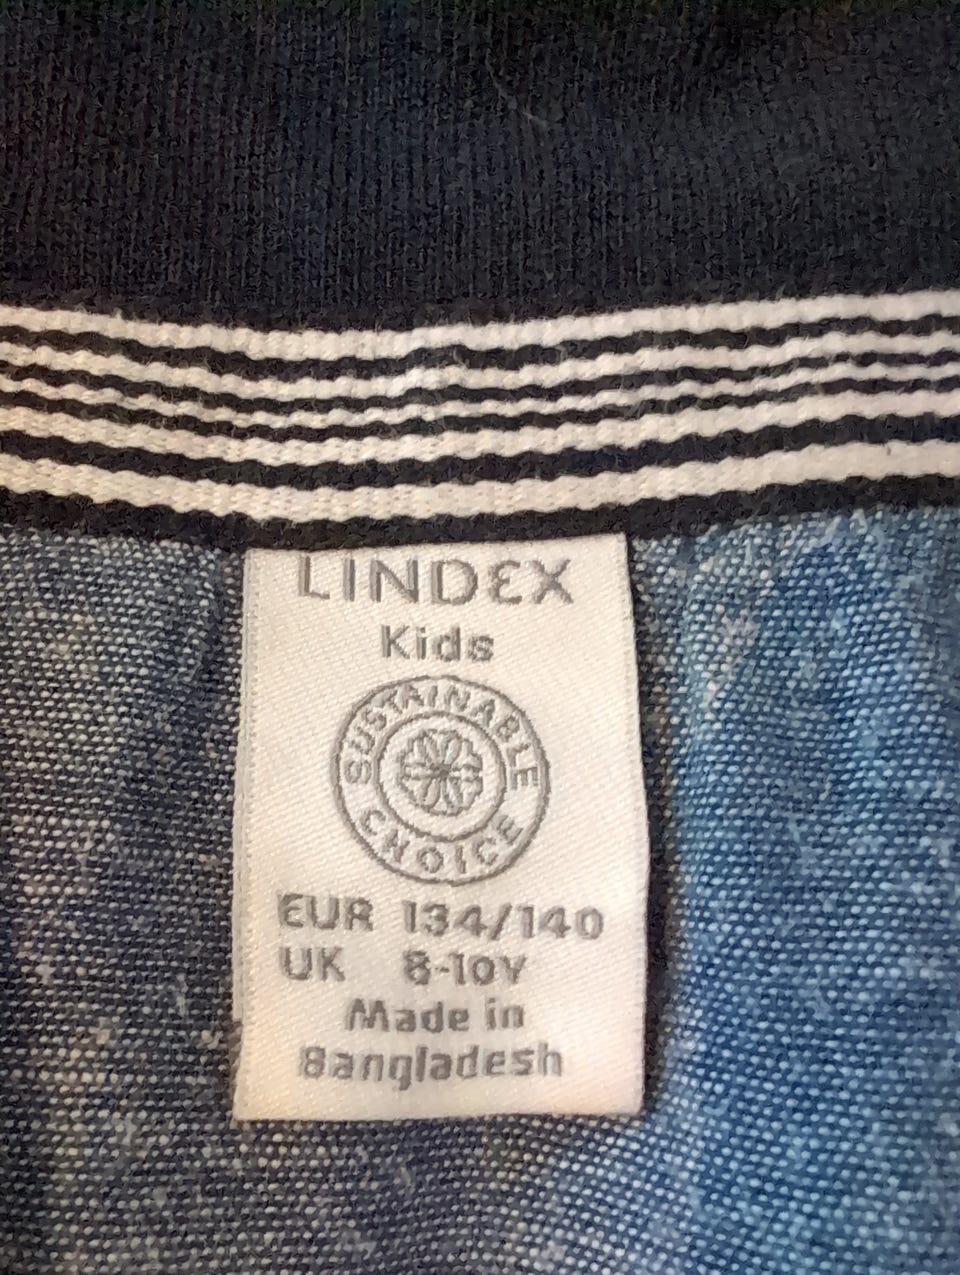 LINDEX
Kids
SUSTAINABLE
CHOICE
EUR 134/140
UK 8-10Y
Made in
Bangladesh